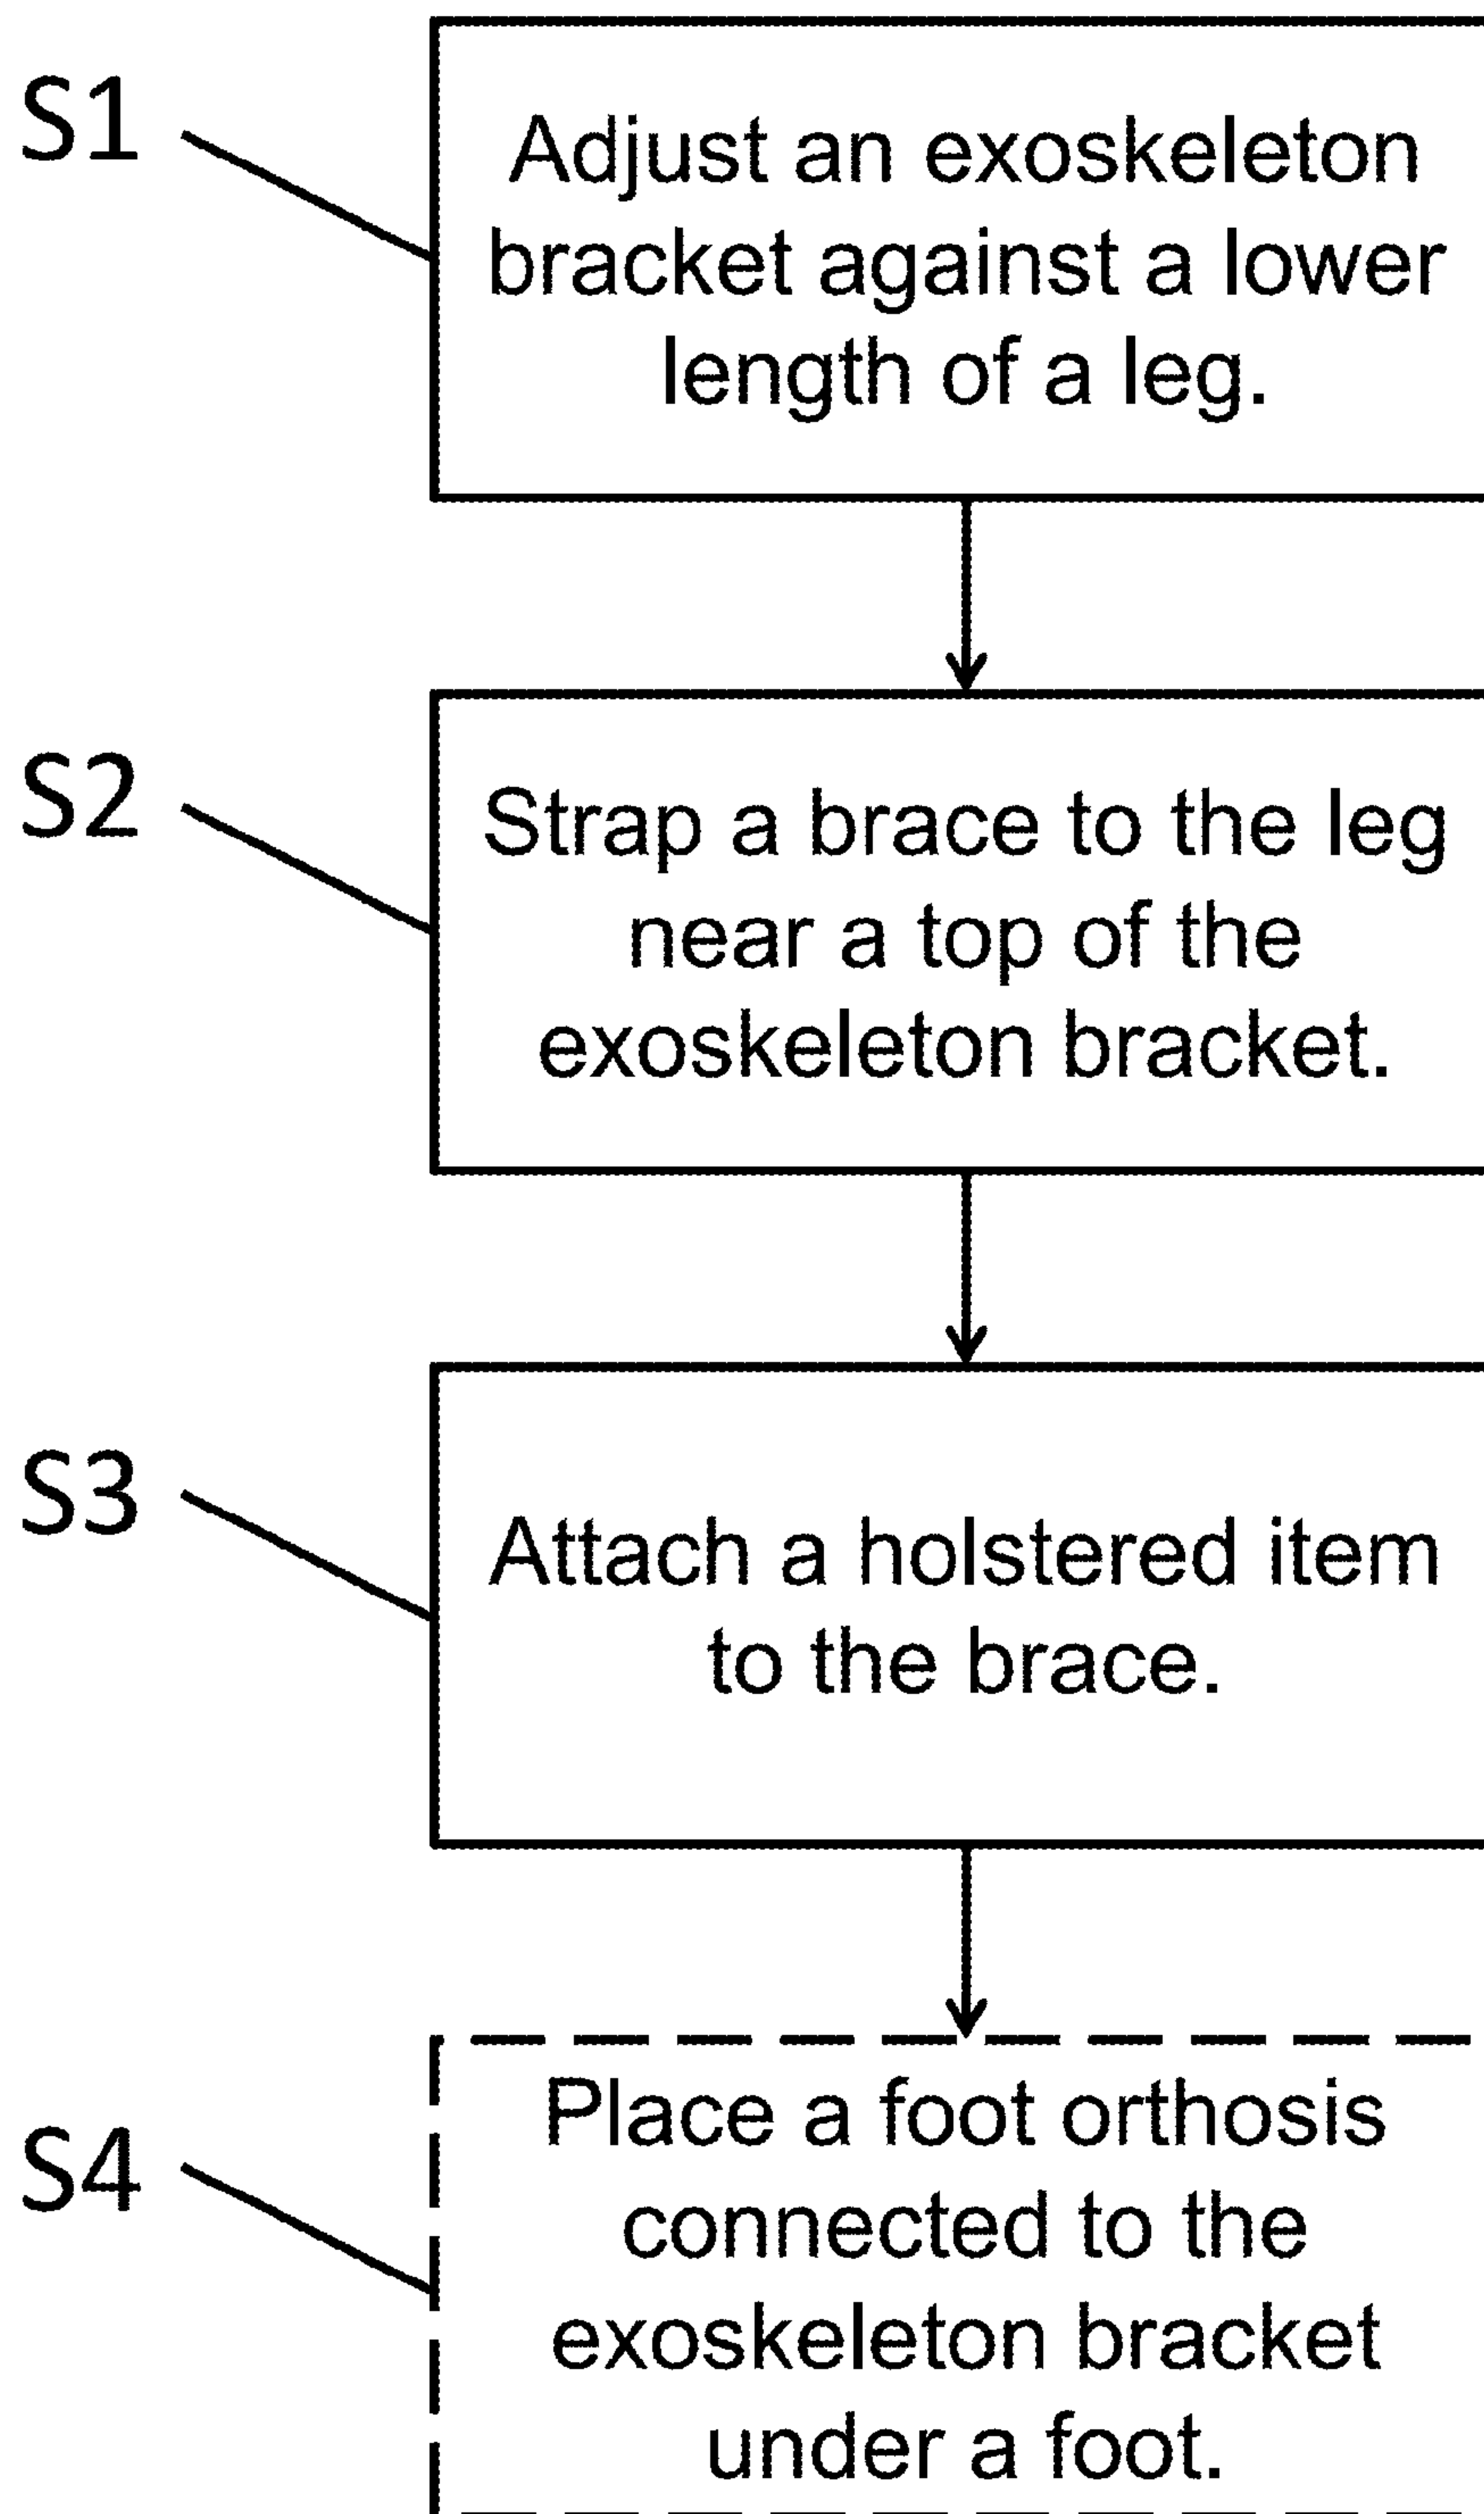 S1
Adjust an exoskeleton
bracket against a lower
length of a leg.
S2
Strap a brace to the leg
near a top of the
exoskeleton bracket.
S3
Attach a holstered item
to the brace.
S4
Place a foot orthosis
connected to the
exoskeleton bracket
under a foot.